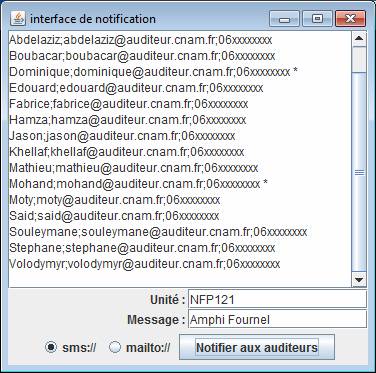 interface de notification
Abdelaziz;abdelaziz@auditeur.cnam.fr;06xxxxxxxx
Boubacar;boubacar@auditeur.cnam.fr;06xxxxxxxx
Dominique;dominique@auditeur.cnam.fr;06xxxxxxxx *
Edouard;edouard@auditeur.cnam.fr;06xxxxxxxx
Fabrice;fabrice@auditeur.cnam.fr;06xxxxxxxx
Hamza;hamza@auditeur.cnam.fr;06xxxxxxxx
Jason;jason@auditeur.cnam.fr;06xxxxxxxx
Khellaf;khellaf@auditeur.cnam.fr;06xxxxxxxx
Mathieu;mathieu@auditeur.cnam.fr;06xxxxxxxx
Mohand;mohand@auditeur.cnam.fr;06xxxxxxxx *
Moty;moty@auditeur.cnam.fr;06xxxxxxxx
Said;said@auditeur.cnam.fr;06xxxxxxxx
Souleymane;souleymane@auditeur.cnam.fr;06xxxxxxxx
Stephane;stephane@auditeur.cnam.fr;06xxxxxxxx
Volodymyr;volodymyr@auditeur.cnam.fr;06xxxxxxxx
Unité : NFP121
Message : Amphi Fournel
sms:// mailto:// Notifier aux auditeurs